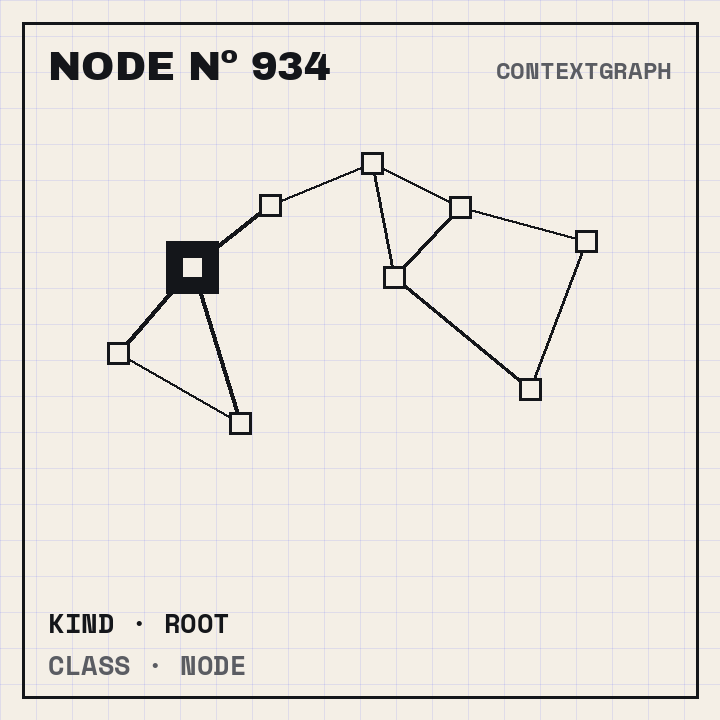 NODE Nº 934
CONTEXTGRAPH
KIND · ROOT
CLASS · NODE